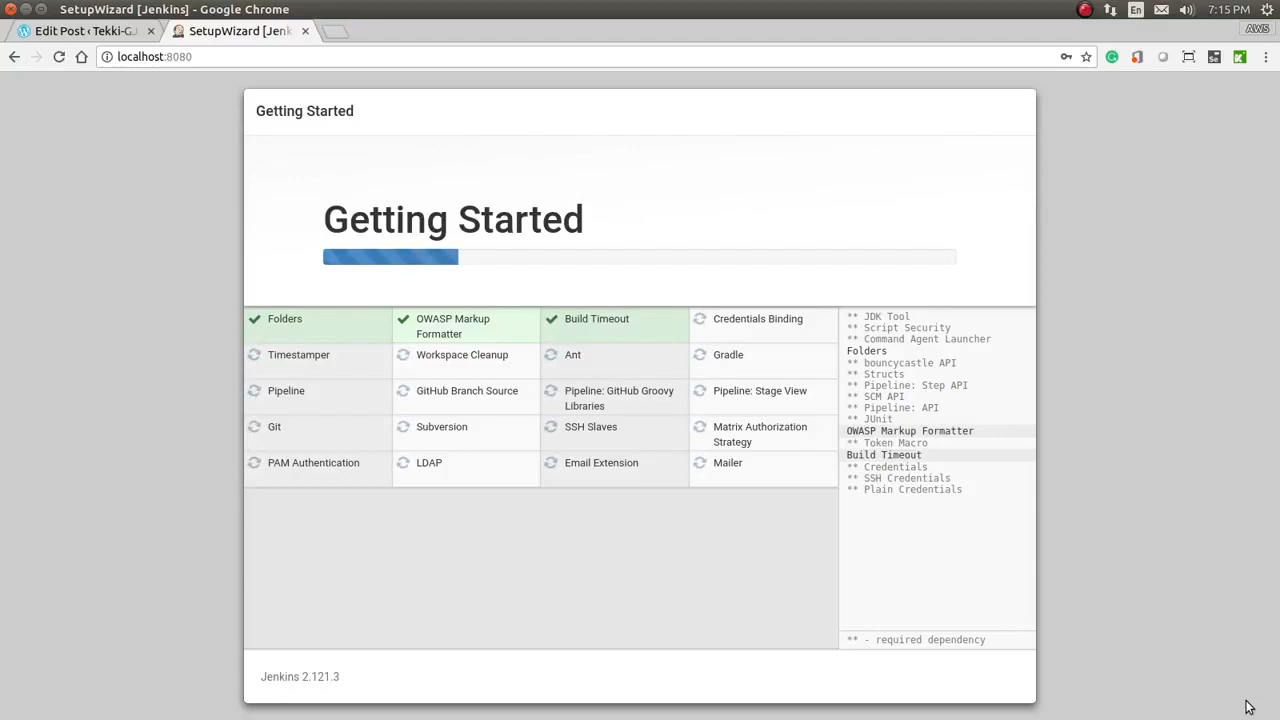 SetupWizard [Jenkins] - Google Chrome
En
7:15 PM
Edit Post ‹ Tekki-G
SetupWizard [Jenk
AWS
localhost:8080
Getting Started
Getting Started
Folders
OWASP Markup
Formatter
Build Timeout
Credentials Binding
Timestamper
Workspace Cleanup
Ant
Gradle
Pipeline
GitHub Branch Source
Pipeline: GitHub Groovy
Libraries
Pipeline: Stage View
Git
Subversion
SSH Slaves
Matrix Authorization
Strategy
PAM Authentication
LDAP
Email Extension
Mailer
** JDK Tool
** Script Security
** Command Agent Launcher
Folders
** bouncycastle API
** Structs
** Pipeline: Step API
** SCM API
** Pipeline: API
** JUnit
OWASP Markup Formatter
** Token Macro
Build Timeout
** Credentials
** SSH Credentials
** Plain Credentials
** - required dependency
Jenkins 2.121.3